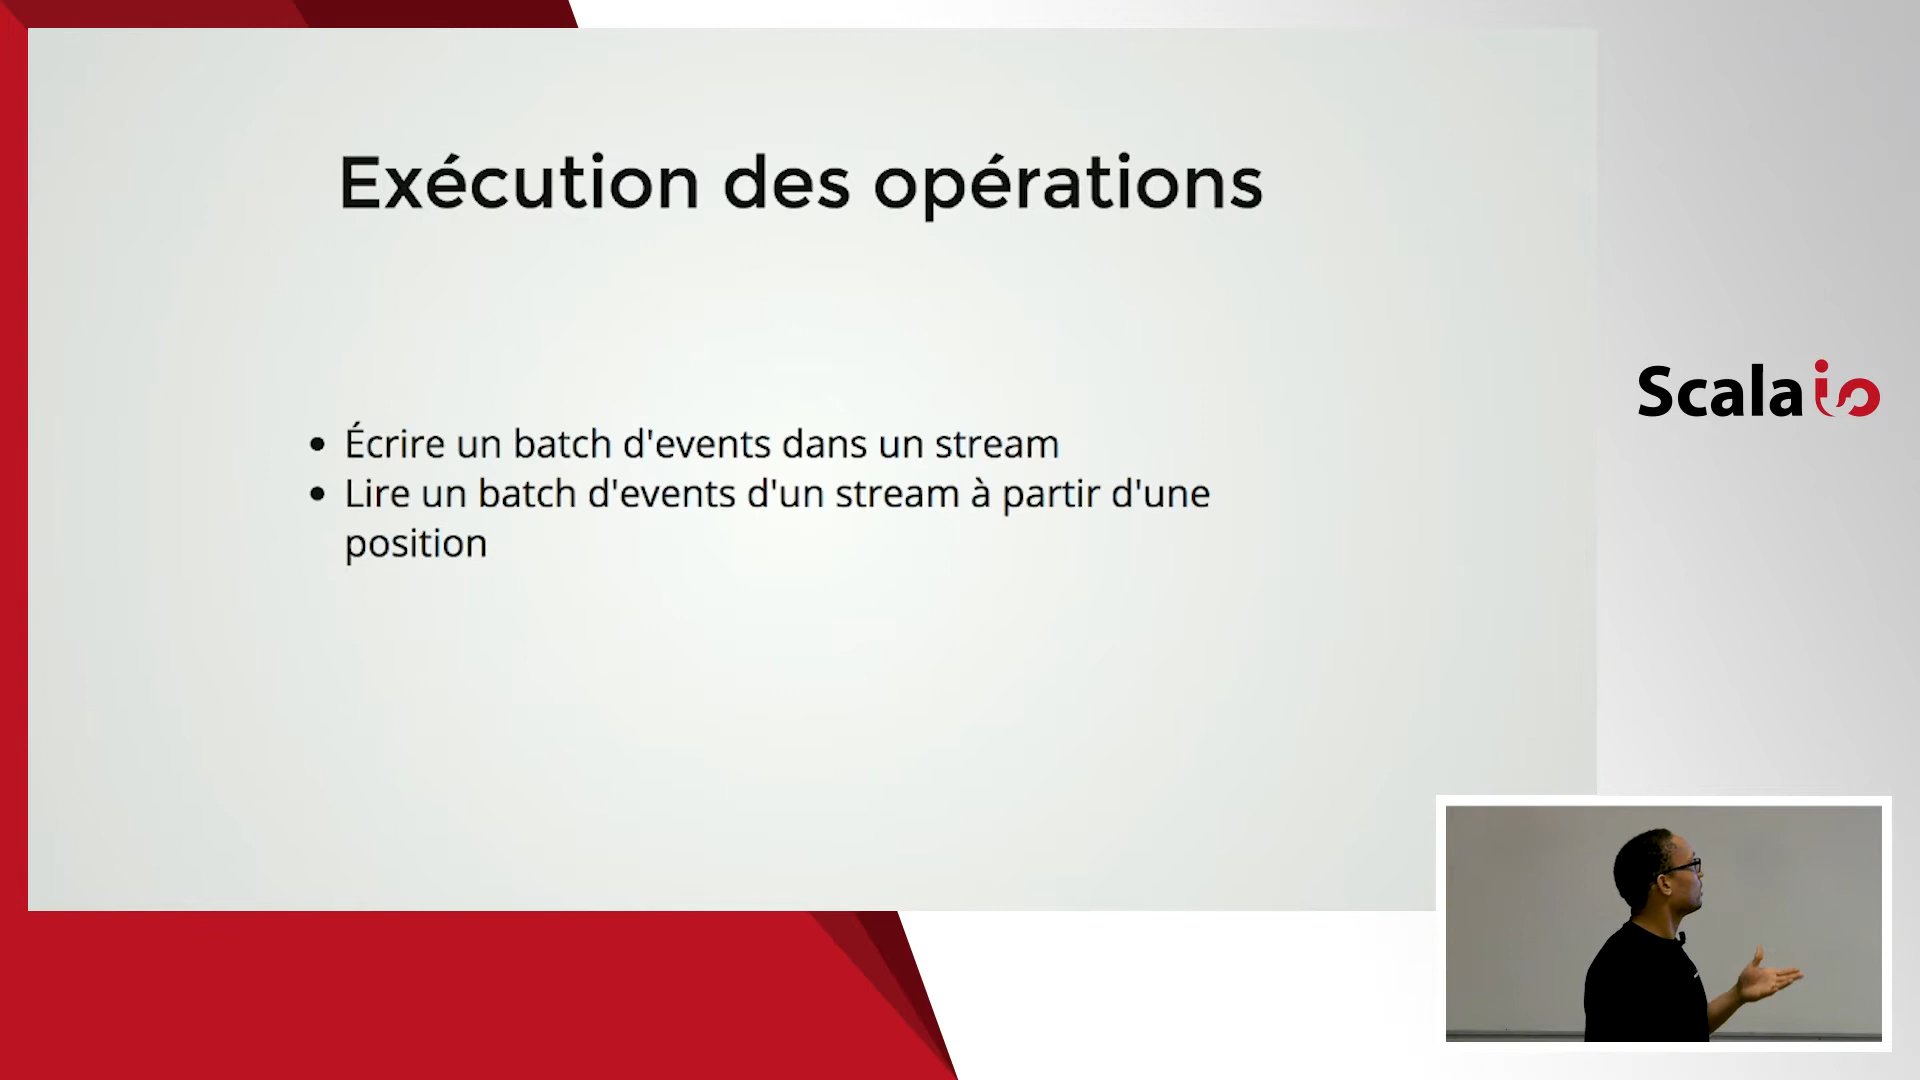 Exécution des opérations
Écrire un batch d'events dans un stream
Lire un batch d'events d'un stream à partir d'une
position
Scala io